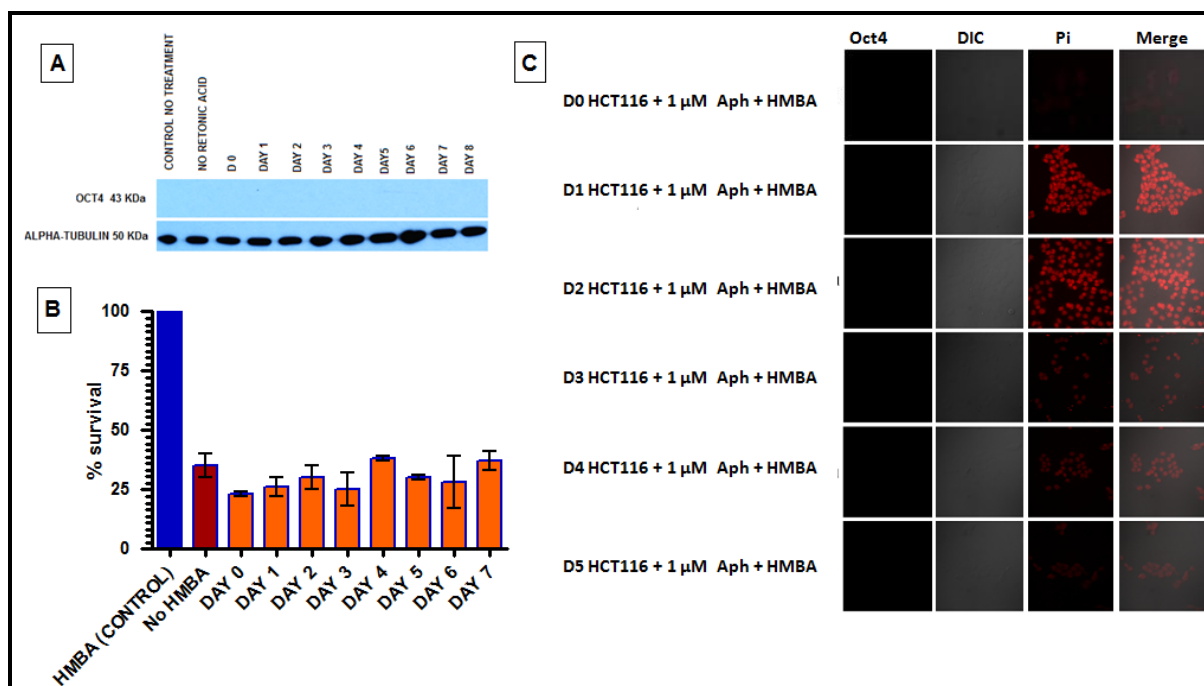 A
CONTROL NO TREATMENT
NO RETONIC ACID
D 0
DAY 1
DAY 2
DAY 3
DAY 4
DAY5
DAY 6
DAY 7
DAY 8
OCT4 43 KDa
ALPHA-TUBULIN 50 KDa
B
% survival
100
75
50
25
0
HMBA (CONTROL)
No HMBA
DAY 0
DAY 1
DAY 2
DAY 3
DAY 4
DAY 5
DAY 6
DAY 7
C
Oct4 DIC Pi Merge
D0 HCT116 + 1 µM Aph + HMBA
D1 HCT116 + 1 µM Aph + HMBA
D2 HCT116 + 1 µM Aph + HMBA
D3 HCT116 + 1 µM Aph + HMBA
D4 HCT116 + 1 µM Aph + HMBA
D5 HCT116 + 1 µM Aph + HMBA